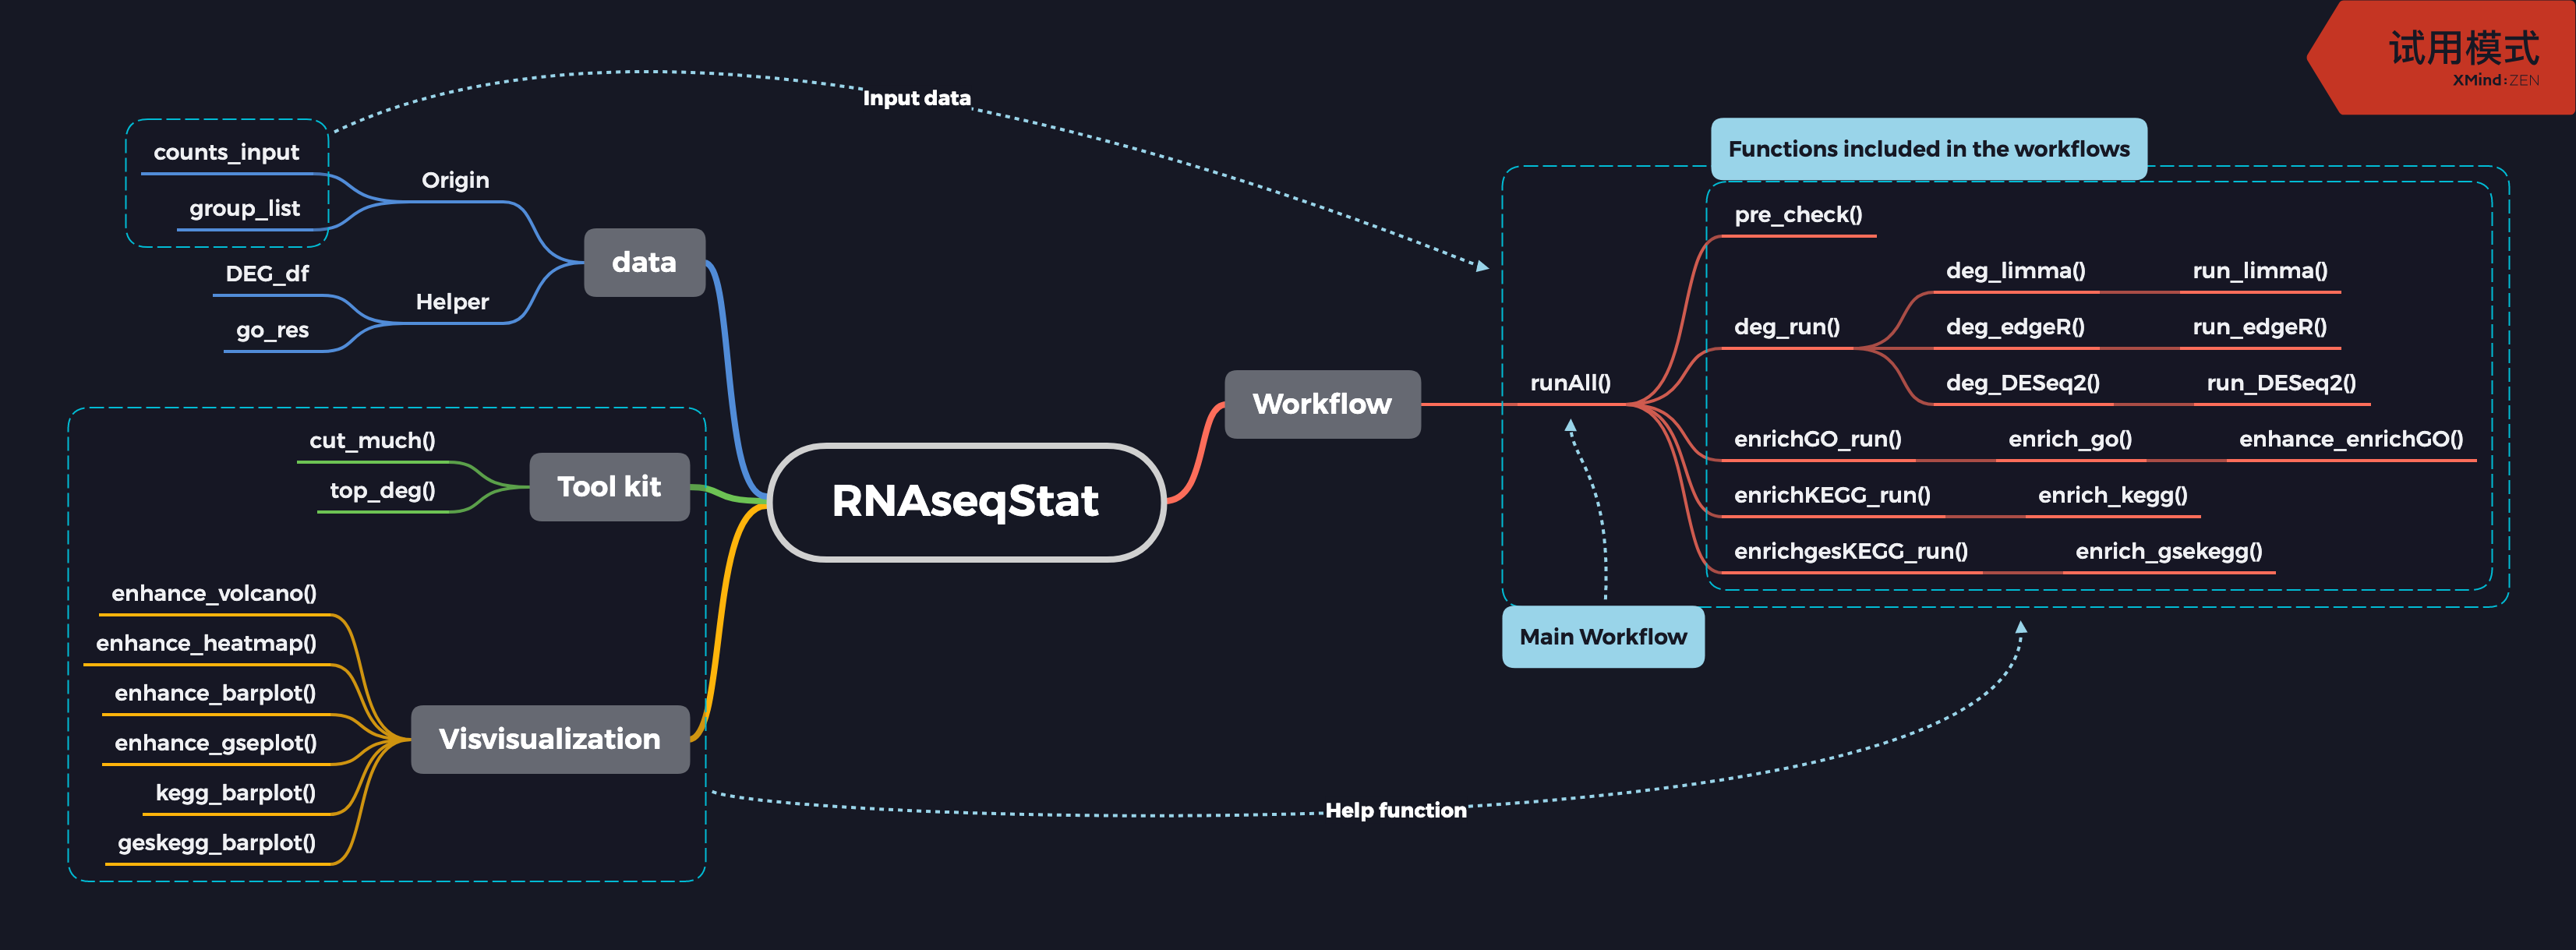 试用模式
XMind:ZEN
Input data
counts_input
Origin
group_list
data
DEG_df
Helper
go_res
cut_much()
Tool kit
top_deg()
RNAseqStat
enhance_volcano()
enhance_heatmap()
enhance_barplot()
Visvisualization
enhance_gseplot()
kegg_barplot()
geskegg_barplot()
Help function
Workflow
runAll()
Main Workflow
Functions included in the workflows
pre_check()
deg_run()
deg_limma() run_limma()
deg_edgeR() run_edgeR()
deg_DESeq2() run_DESeq2()
enrichGO_run() enrich_go() enhance_enrichGO()
enrichKEGG_run() enrich_kegg()
enrichgesKEGG_run() enrich_gsekegg()